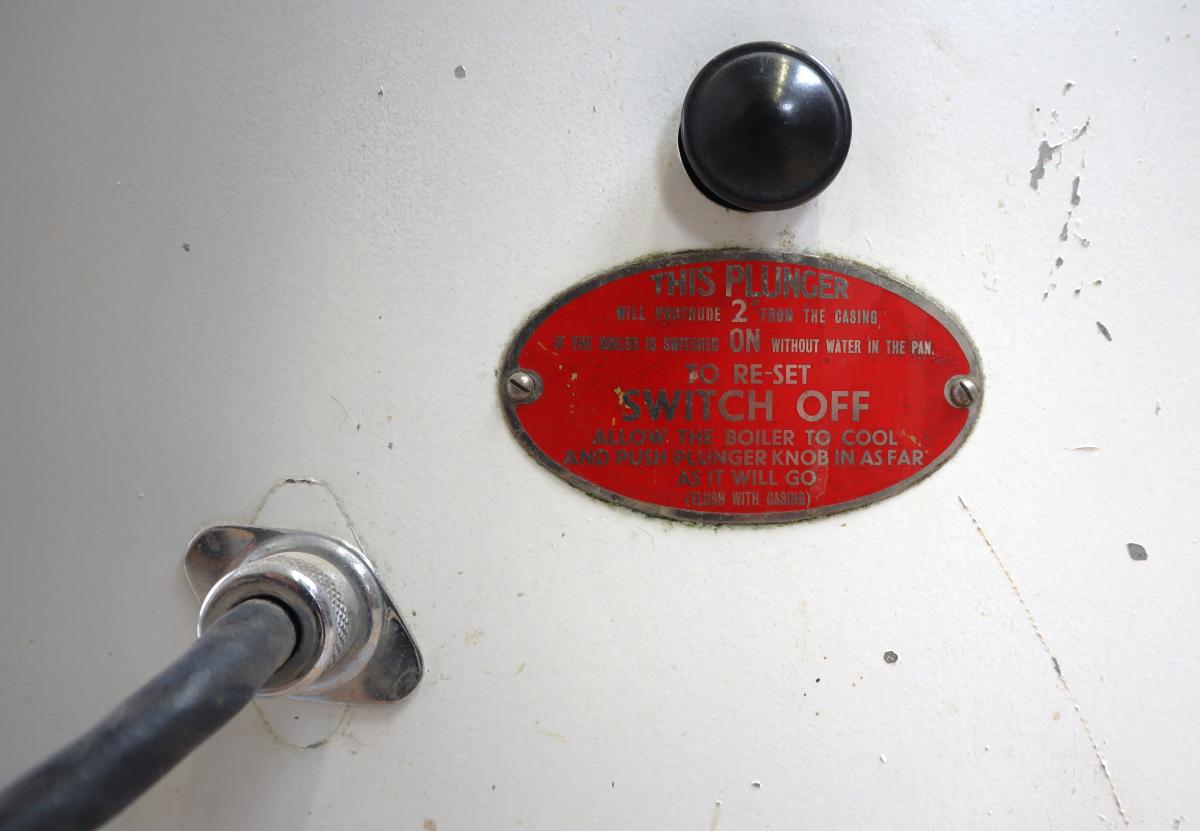 THIS PLUNGER
WILL PROTRUDE 2" FROM THE CASING,
IF THE BOILER IS SWITCHED ON WITHOUT WATER IN THE PAN.
TO RE-SET
SWITCH OFF
ALLOW THE BOILER TO COOL
AND PUSH PLUNGER KNOB IN AS FAR
AS IT WILL GO
(FLUSH WITH CASING)